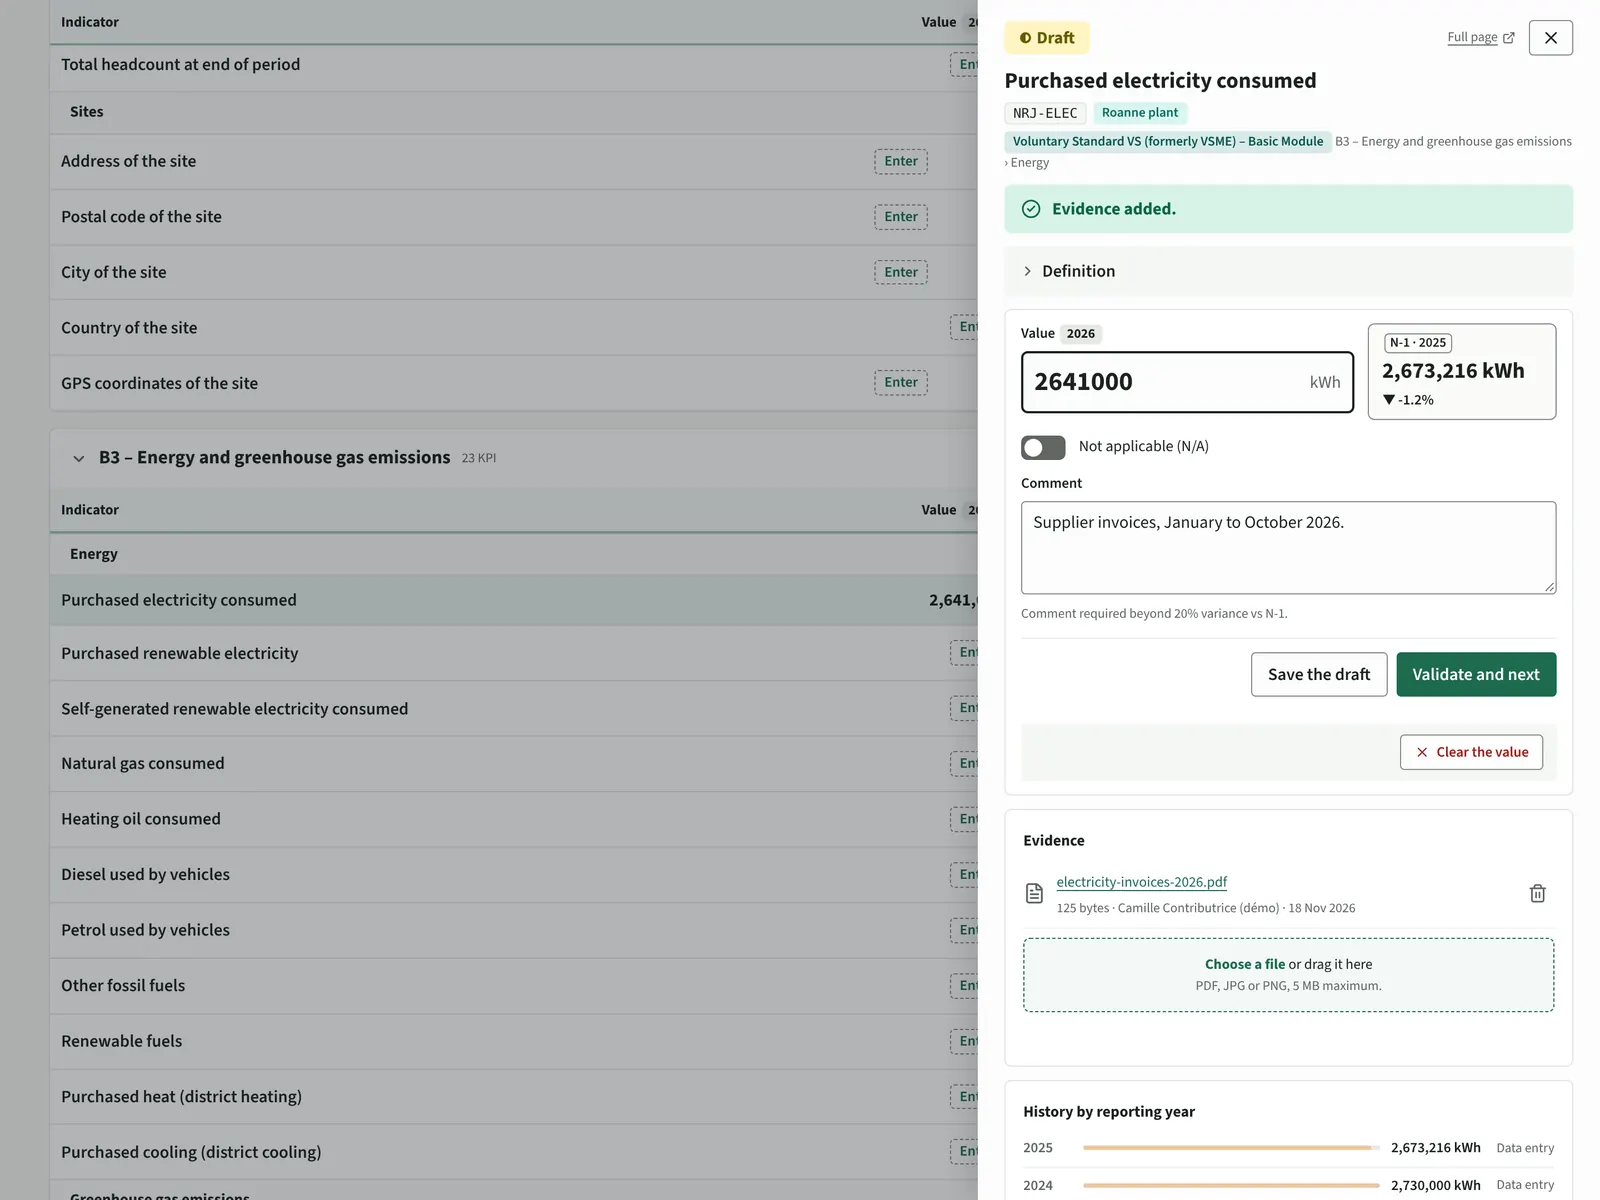 Indicator
Value
Total headcount at end of period
Sites
Address of the site
Enter
Postal code of the site
Enter
City of the site
Enter
Country of the site
GPS coordinates of the site
Enter
B3 – Energy and greenhouse gas emissions 23 KPI
Indicator
Value
Energy
Purchased electricity consumed
2,641,
Purchased renewable electricity
Self-generated renewable electricity consumed
Natural gas consumed
Heating oil consumed
Diesel used by vehicles
Petrol used by vehicles
Other fossil fuels
Renewable fuels
Purchased heat (district heating)
Purchased cooling (district cooling)
Greenhouse gas emissions
Draft
Full page
Purchased electricity consumed
NRJ-ELEC Roanne plant
Voluntary Standard VS (formerly VSME) – Basic Module B3 – Energy and greenhouse gas emissions
› Energy
Evidence added.
Definition
Value 2026
2641000 kWh
N-1 · 2025
2,673,216 kWh
▼ -1.2%
Not applicable (N/A)
Comment
Supplier invoices, January to October 2026.
Comment required beyond 20% variance vs N-1.
Save the draft
Validate and next
Clear the value
Evidence
electricity-invoices-2026.pdf
125 bytes · Camille Contributrice (démo) · 18 Nov 2026
Choose a file or drag it here
PDF, JPG or PNG, 5 MB maximum.
History by reporting year
2025 2,673,216 kWh Data entry
2024 2,730,000 kWh Data entry